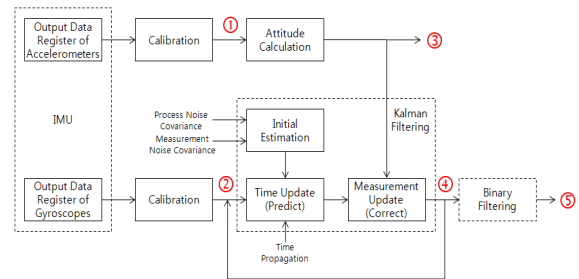 Output Data
Register of
Accelerometers
Calibration
①
Attitude
Calculation
③
IMU
Process Noise
Covariance
Measurement
Noise Covariance
Initial
Estimation
Kalman
Filtering
Output Data
Register of
Gyroscopes
Calibration
②
Time Update
(Predict)
Measurement
Update
(Correct)
④
Binary
Filtering
⑤
Time
Propagation